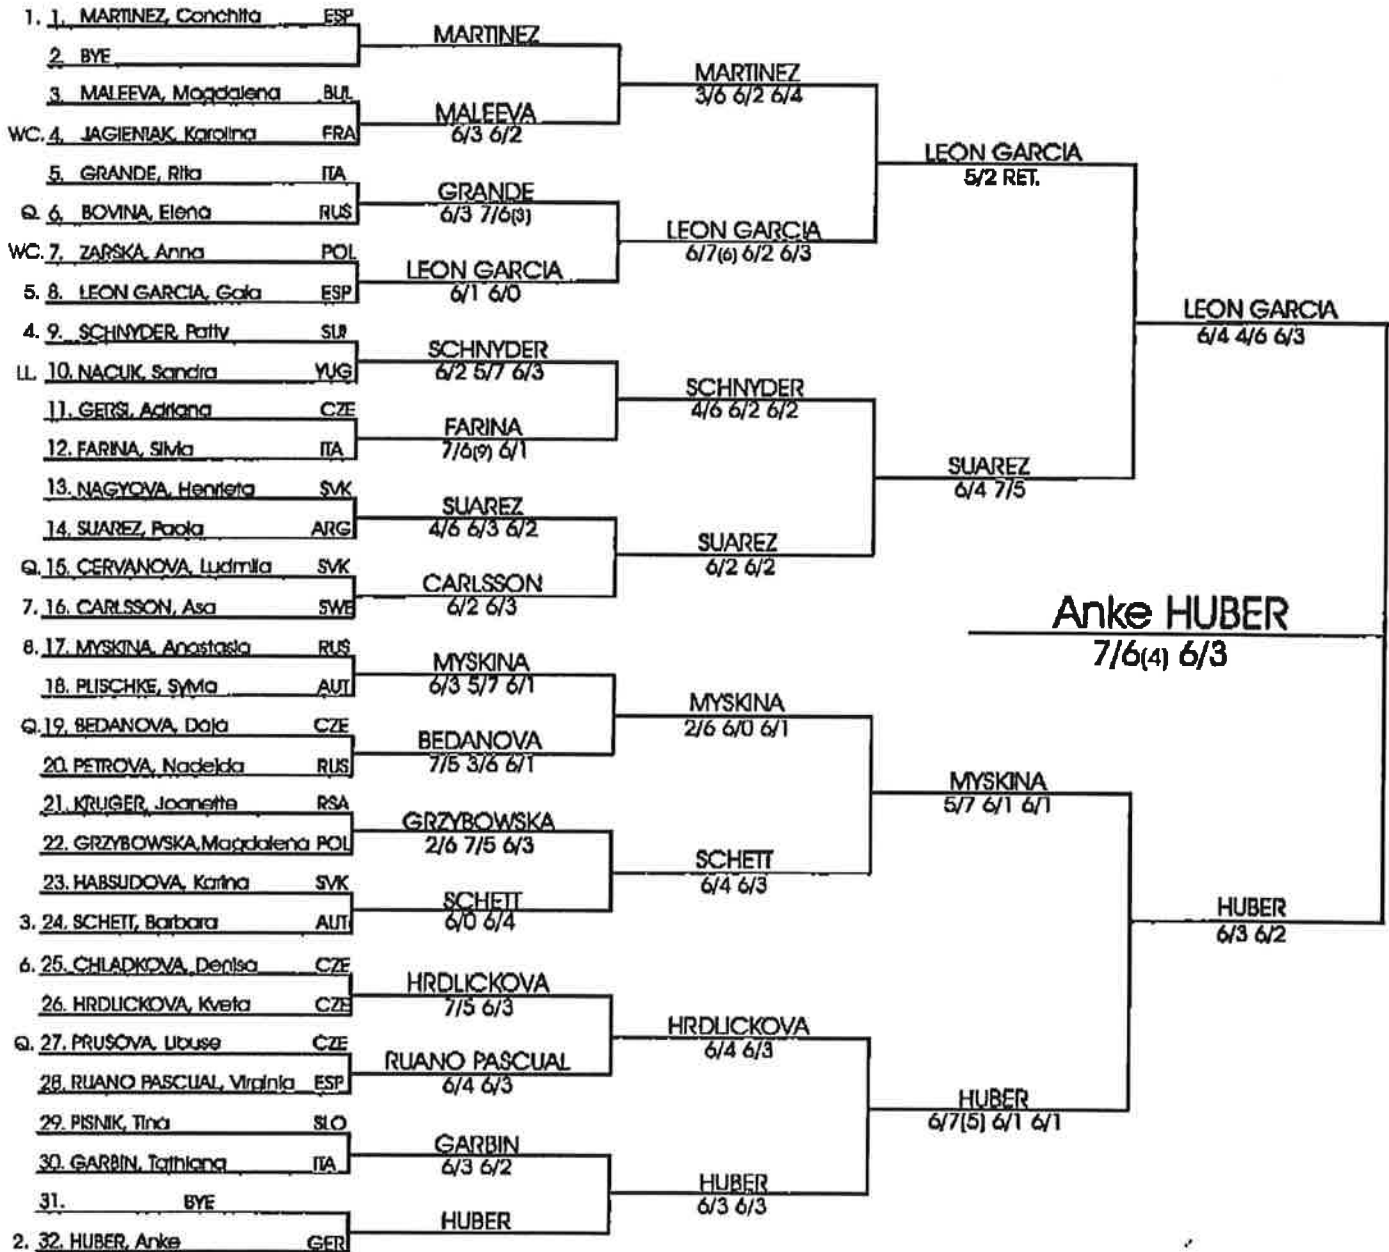 1. 1. MARTINEZ, Conchita ESP
2. BYE
3. MALEEVA, Magdalena BUL
WC. 4. JAGIENIAK, Karolina FRA
5. GRANDE, Rita ITA
Q. 6. BOVINA, Elena RUS
WC. 7. ZARSKA, Anna POL
5. 8. LEON GARCIA, Gala ESP
4. 9. SCHNYDER, Patty SUI
LL. 10. NACUK, Sandra YUG
11. GERSI, Adriana CZE
12. FARINA, Silvia ITA
13. NAGYOVA, Henrieta SVK
14. SUAREZ, Paola ARG
Q. 15. CERVANOVA, Ludmila SVK
7. 16. CARLSSON, Asa SWE
8. 17. MYSKINA, Anastasia RUS
18. PLISCHKE, Sylvia AUT
Q. 19. BEDANOVA, Daja CZE
20. PETROVA, Nadejda RUS
21. KRUGER, Joanette RSA
22. GRZYBOWSKA, Magdalena POL
23. HABSUDOVA, Karina SVK
3. 24. SCHETT, Barbara AUT
6. 25. CHLADKOVA, Denisa CZE
26. HRDLICKOVA, Kveta CZE
Q. 27. PRUSOVA, Libuse CZE
28. RUANO PASCUAL, Virginia ESP
29. PISNIK, Tina SLO
30. GARBIN, Tathiana ITA
31. BYE
2. 32. HUBER, Anke GER
MARTINEZ
MALEEVA
6/3 6/2
GRANDE
6/3 7/6(3)
LEON GARCIA
6/1 6/0
SCHNYDER
6/2 5/7 6/3
FARINA
7/6(9) 6/1
SUAREZ
4/6 6/3 6/2
CARLSSON
6/2 6/3
MYSKINA
6/3 5/7 6/1
BEDANOVA
7/5 3/6 6/1
GRZYBOWSKA
2/6 7/5 6/3
SCHETT
6/0 6/4
HRDLICKOVA
7/5 6/3
RUANO PASCUAL
6/4 6/3
GARBIN
6/3 6/2
HUBER
MARTINEZ
3/6 6/2 6/4
LEON GARCIA
6/7(6) 6/2 6/3
SCHNYDER
4/6 6/2 6/2
SUAREZ
6/2 6/2
MYSKINA
2/6 6/0 6/1
SCHETT
6/4 6/3
HRDLICKOVA
6/4 6/3
HUBER
6/3 6/3
LEON GARCIA
5/2 RET.
SUAREZ
6/4 7/5
MYSKINA
5/7 6/1 6/1
HUBER
6/7(5) 6/1 6/1
LEON GARCIA
6/4 4/6 6/3
HUBER
6/3 6/2
Anke HUBER
7/6(4) 6/3